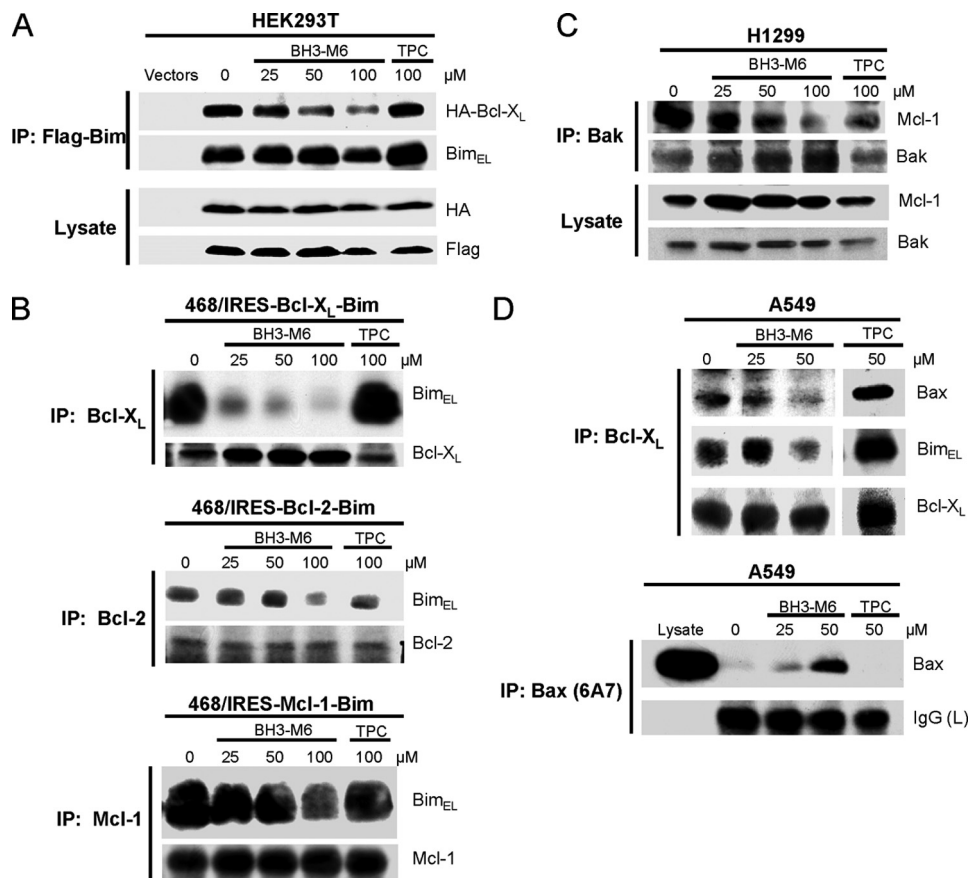 A
HEK293T
BH3-M6 TPC
Vectors 0 25 50 100 100 μM
IP: Flag-Bim
HA-Bcl-XL
BimEL
Lysate
HA
Flag
B
468/IRES-Bcl-XL-Bim
BH3-M6 TPC
0 25 50 100 100 μM
IP: Bcl-XL
BimEL
Bcl-XL
468/IRES-Bcl-2-Bim
BH3-M6 TPC
0 25 50 100 100 μM
IP: Bcl-2
BimEL
Bcl-2
468/IRES-Mcl-1-Bim
BH3-M6 TPC
0 25 50 100 100 μM
IP: Mcl-1
BimEL
Mcl-1
C
H1299
BH3-M6 TPC
0 25 50 100 100 μM
IP: Bak
Mcl-1
Bak
Lysate
Mcl-1
Bak
D
A549
BH3-M6 TPC
0 25 50 50 μM
IP: Bcl-XL
Bax
BimEL
Bcl-XL
A549
BH3-M6 TPC
Lysate 0 25 50 50 μM
IP: Bax (6A7)
Bax
IgG (L)